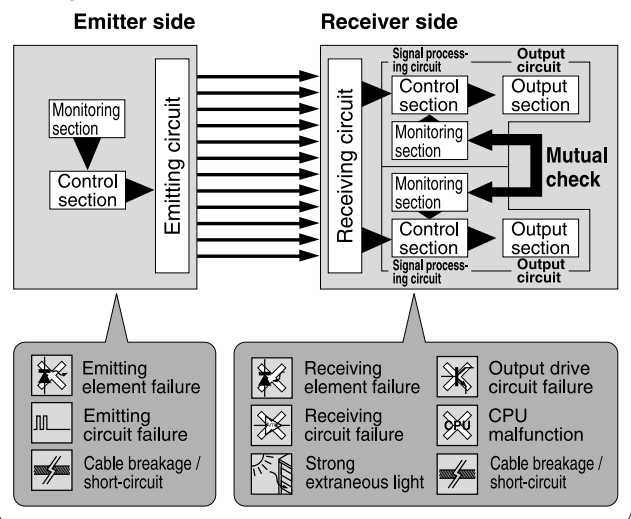 Emitter side
Receiver side
Monitoring
section
Control
section
Emitting circuit
Receiving circuit
Signal process-
ing circuit
Output
circuit
Control
section
Output
section
Monitoring
section
Mutual
check
Monitoring
section
Control
section
Output
section
Signal process-
ing circuit
Output
circuit
Emitting
element failure
Emitting
circuit failure
Cable breakage /
short-circuit
Receiving
element failure
Receiving
circuit failure
Strong
extraneous light
Output drive
circuit failure
CPU
CPU
malfunction
Cable breakage /
short-circuit